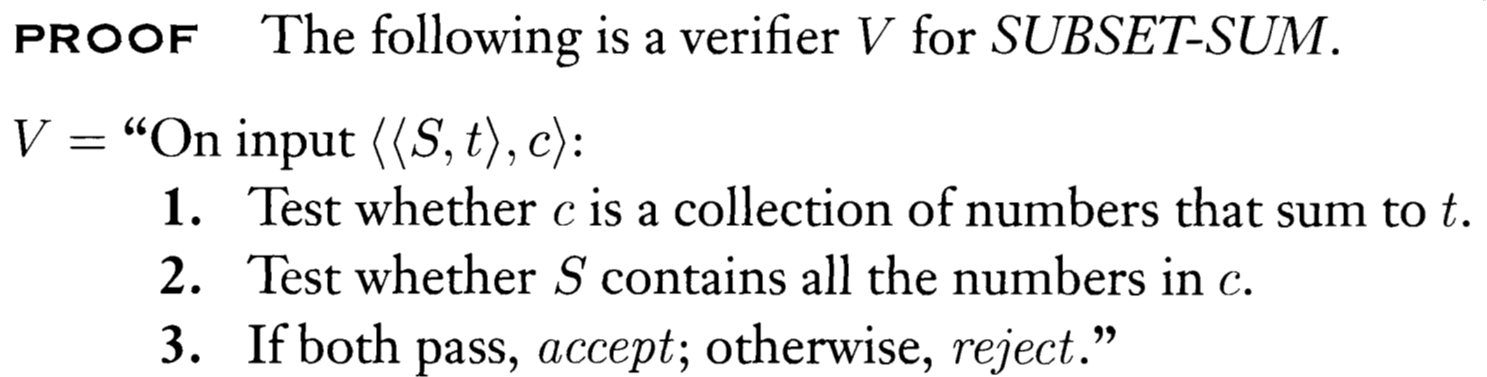 PROOF The following is a verifier V for SUBSET-SUM.
V = “On input ⟨⟨S, t⟩, c⟩:
1. Test whether c is a collection of numbers that sum to t.
2. Test whether S contains all the numbers in c.
3. If both pass, accept; otherwise, reject.”